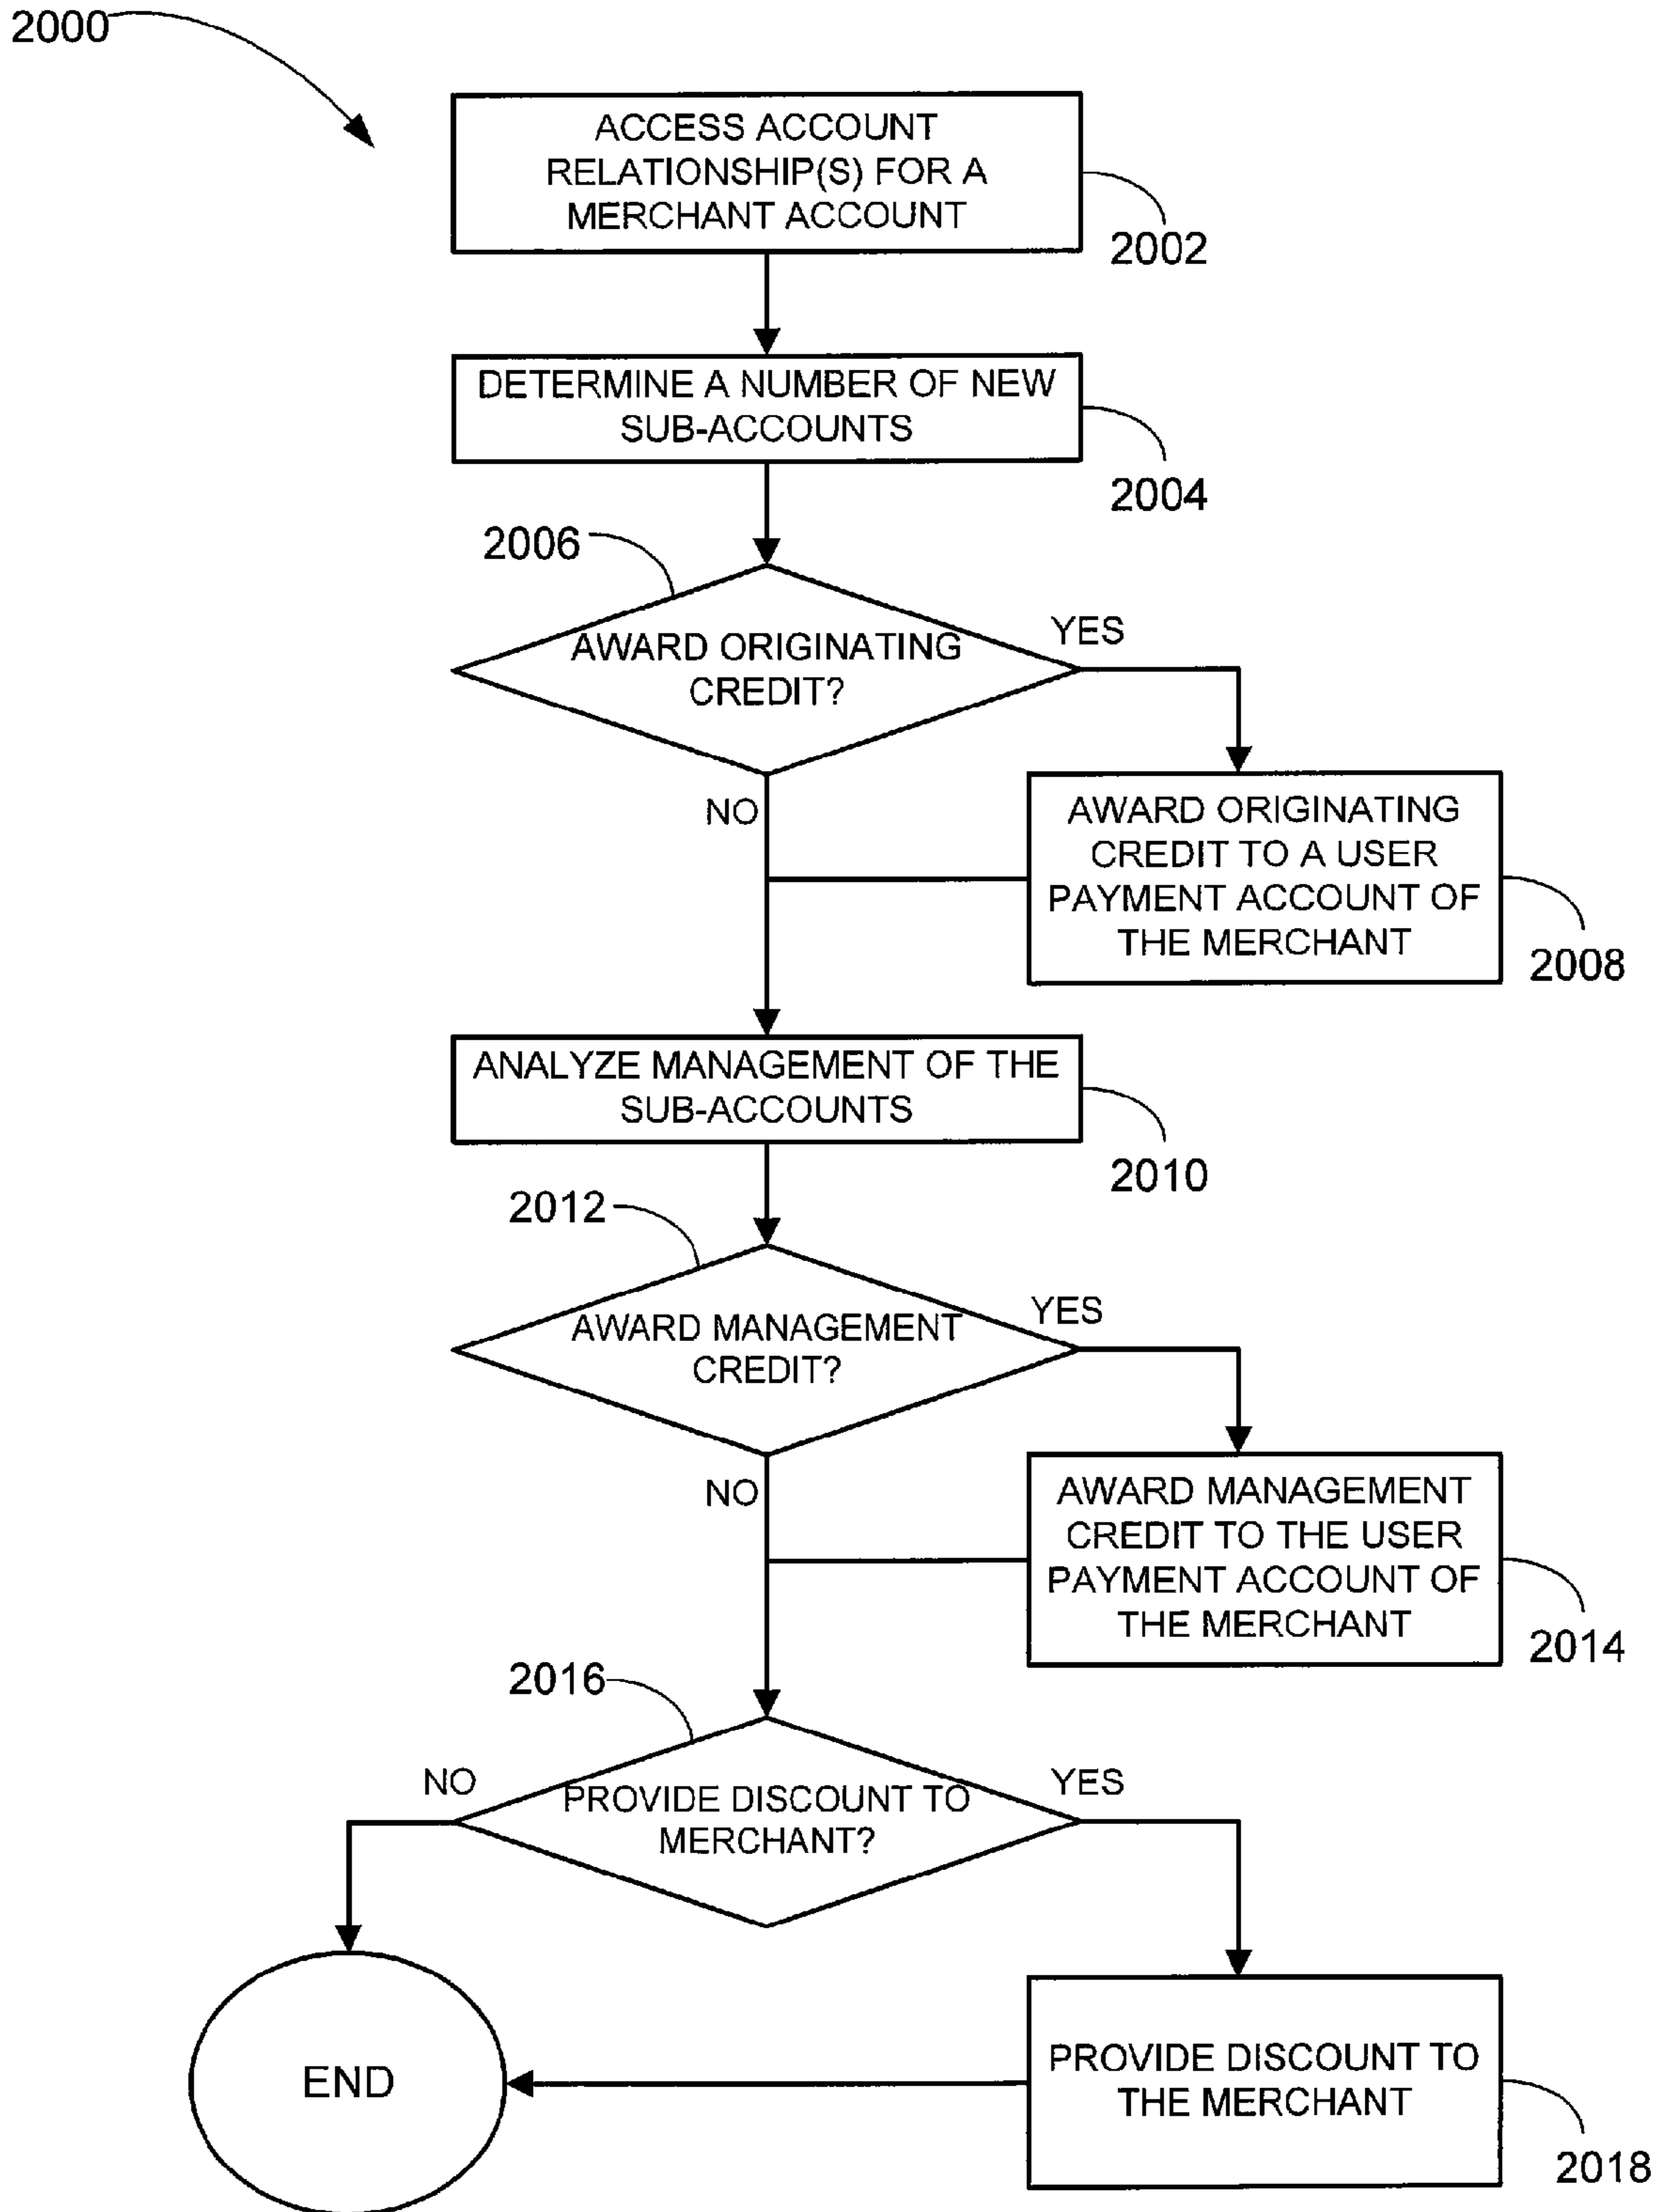 2000
ACCESS ACCOUNT
RELATIONSHIP(S) FOR A
MERCHANT ACCOUNT
2002
DETERMINE A NUMBER OF NEW
SUB-ACCOUNTS
2004
2006
AWARD ORIGINATING
CREDIT?
YES
NO
AWARD ORIGINATING
CREDIT TO A USER
PAYMENT ACCOUNT OF
THE MERCHANT
2008
ANALYZE MANAGEMENT OF THE
SUB-ACCOUNTS
2010
2012
AWARD MANAGEMENT
CREDIT?
YES
NO
AWARD MANAGEMENT
CREDIT TO THE USER
PAYMENT ACCOUNT OF
THE MERCHANT
2014
2016
NO
PROVIDE DISCOUNT TO
MERCHANT?
YES
END
PROVIDE DISCOUNT TO
THE MERCHANT
2018